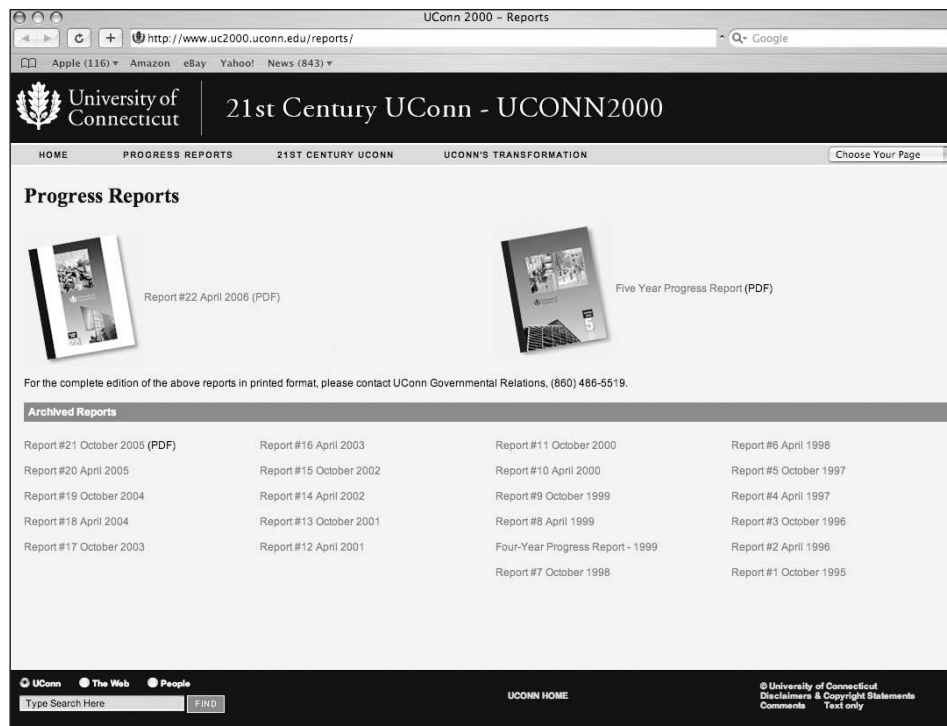 UConn 2000 – Reports
http://www.uc2000.uconn.edu/reports/
Google
Apple (116) Amazon eBay Yahoo! News (843)
University of
Connecticut
21st Century UConn - UCONN2000
HOME PROGRESS REPORTS 21ST CENTURY UCONN UCONN'S TRANSFORMATION Choose Your Page
Progress Reports
Report #22 April 2006 (PDF)
5
Five Year Progress Report (PDF)
For the complete edition of the above reports in printed format, please contact UConn Governmental Relations, (860) 486-5519.
Archived Reports
Report #21 October 2005 (PDF)
Report #20 April 2005
Report #19 October 2004
Report #18 April 2004
Report #17 October 2003
Report #16 April 2003
Report #15 October 2002
Report #14 April 2002
Report #13 October 2001
Report #12 April 2001
Report #11 October 2000
Report #10 April 2000
Report #9 October 1999
Report #8 April 1999
Four-Year Progress Report - 1999
Report #7 October 1998
Report #6 April 1998
Report #5 October 1997
Report #4 April 1997
Report #3 October 1996
Report #2 April 1996
Report #1 October 1995
UConn The Web People
Type Search Here FIND
UCONN HOME
© University of Connecticut
Disclaimers & Copyright Statements
Comments Text only